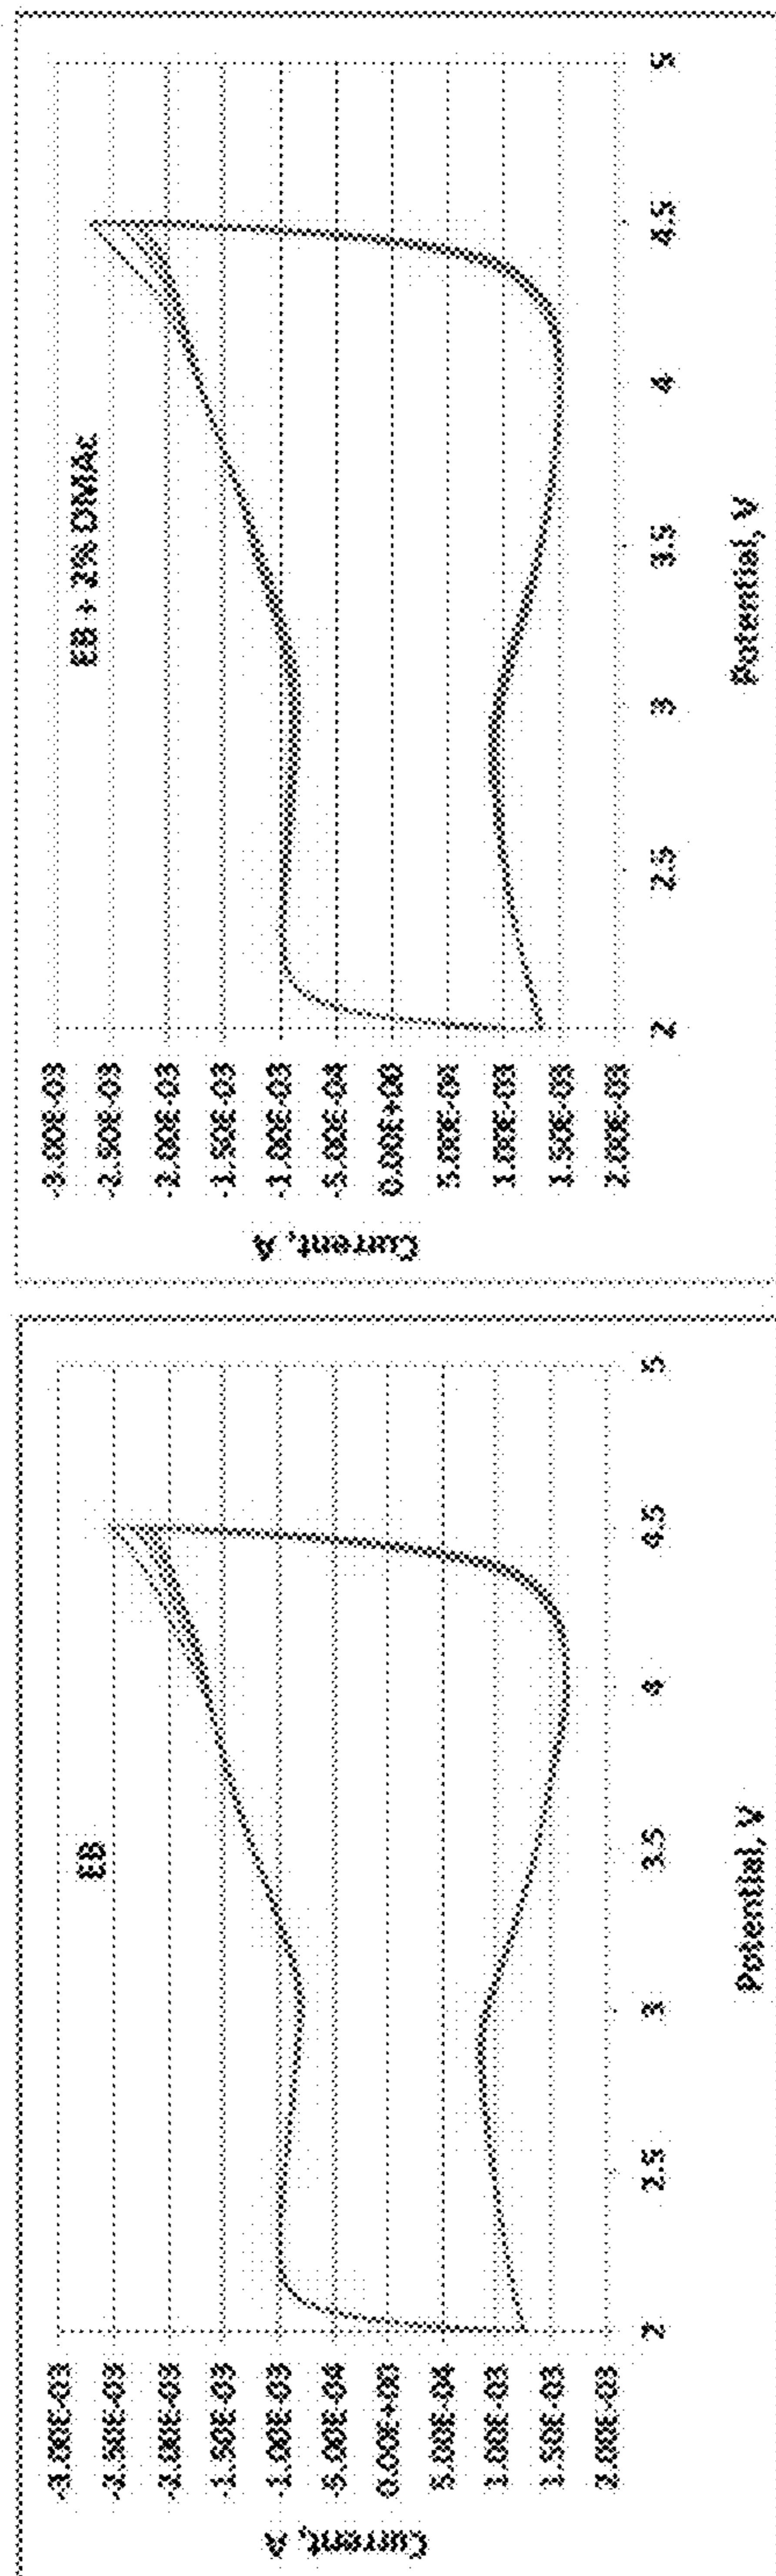 EB
Current, A
-3.00E-03
-2.50E-03
-2.00E-03
-1.50E-03
-1.00E-03
-5.00E-04
0.00E+00
5.00E-04
1.00E-03
1.50E-03
2.00E-03
2 2.5 3 3.5 4 4.5 5
Potential, V
EB + 2% DMAc
Current, A
-3.00E-03
-2.50E-03
-2.00E-03
-1.50E-03
-1.00E-03
-5.00E-04
0.00E+00
5.00E-04
1.00E-03
1.50E-03
2.00E-03
2 2.5 3 3.5 4 4.5 5
Potential, V